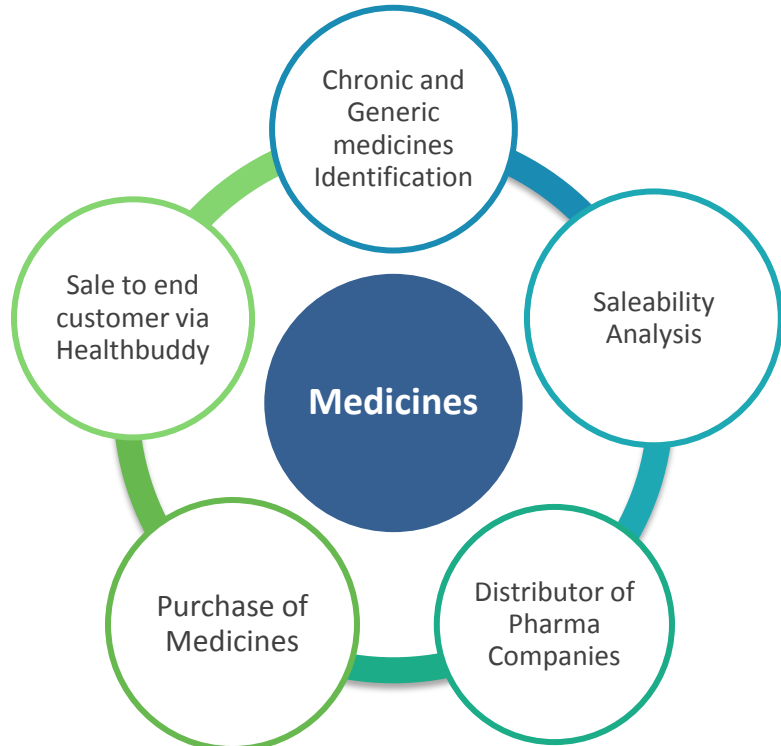 Chronic and
Generic
medicines
Identification
Saleability
Analysis
Distributor of
Pharma
Companies
Purchase of
Medicines
Sale to end
customer via
Healthbuddy
Medicines